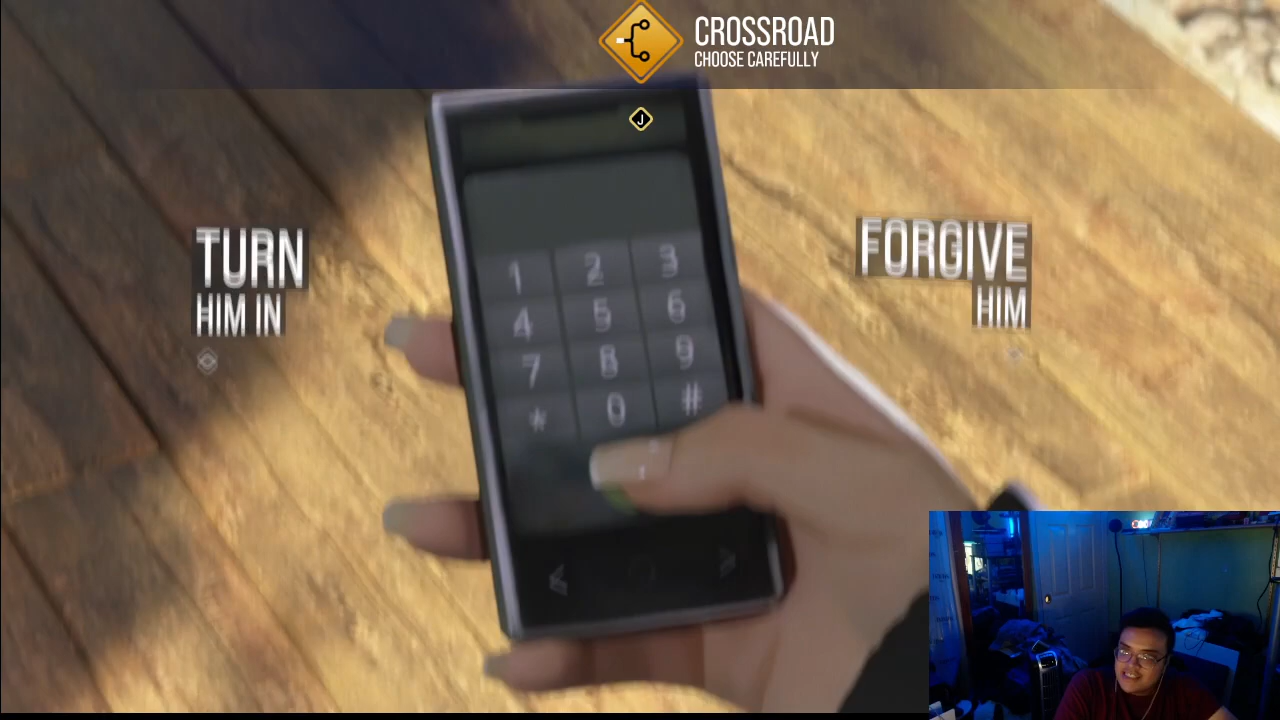 CROSSROAD
CHOOSE CAREFULLY
J
TURN
HIM IN
FORGIVE
HIM
1 2 3
4 5 6
7 8 9
* 0 #